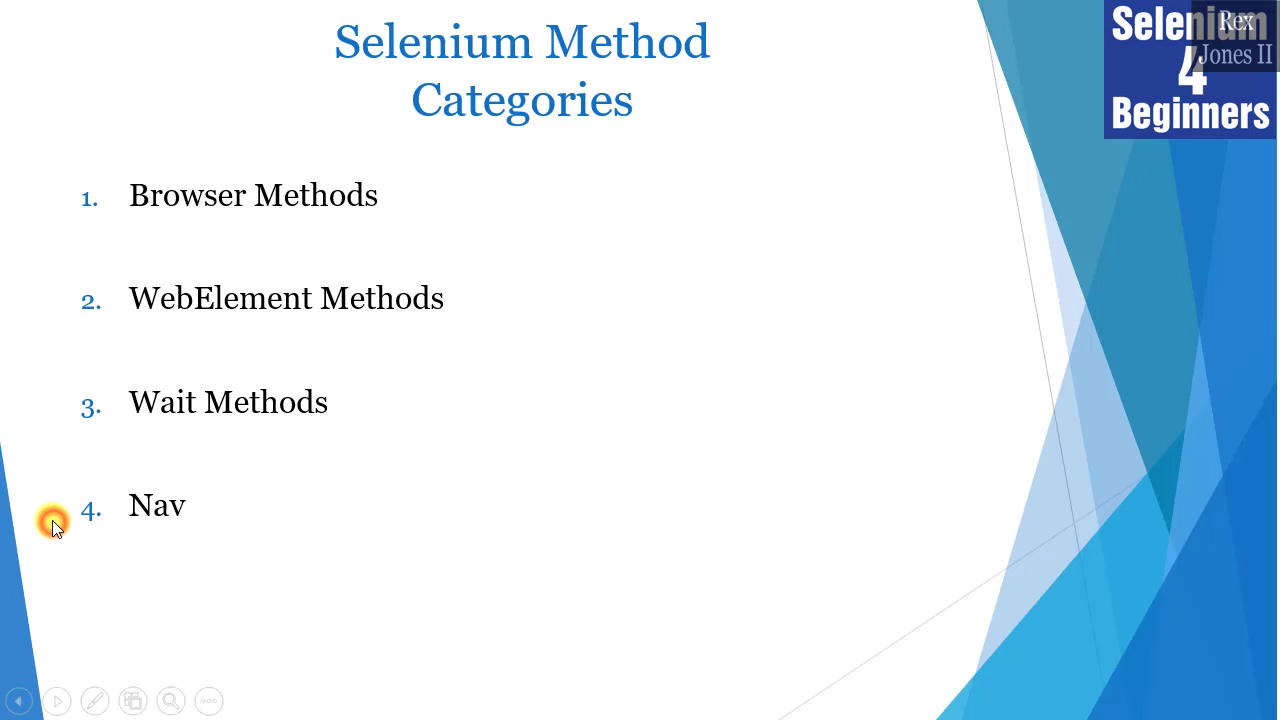 Selenium Method
Categories
Selenium
4
Beginners
Rex
Jones II
1. Browser Methods
2. WebElement Methods
3. Wait Methods
4. Nav